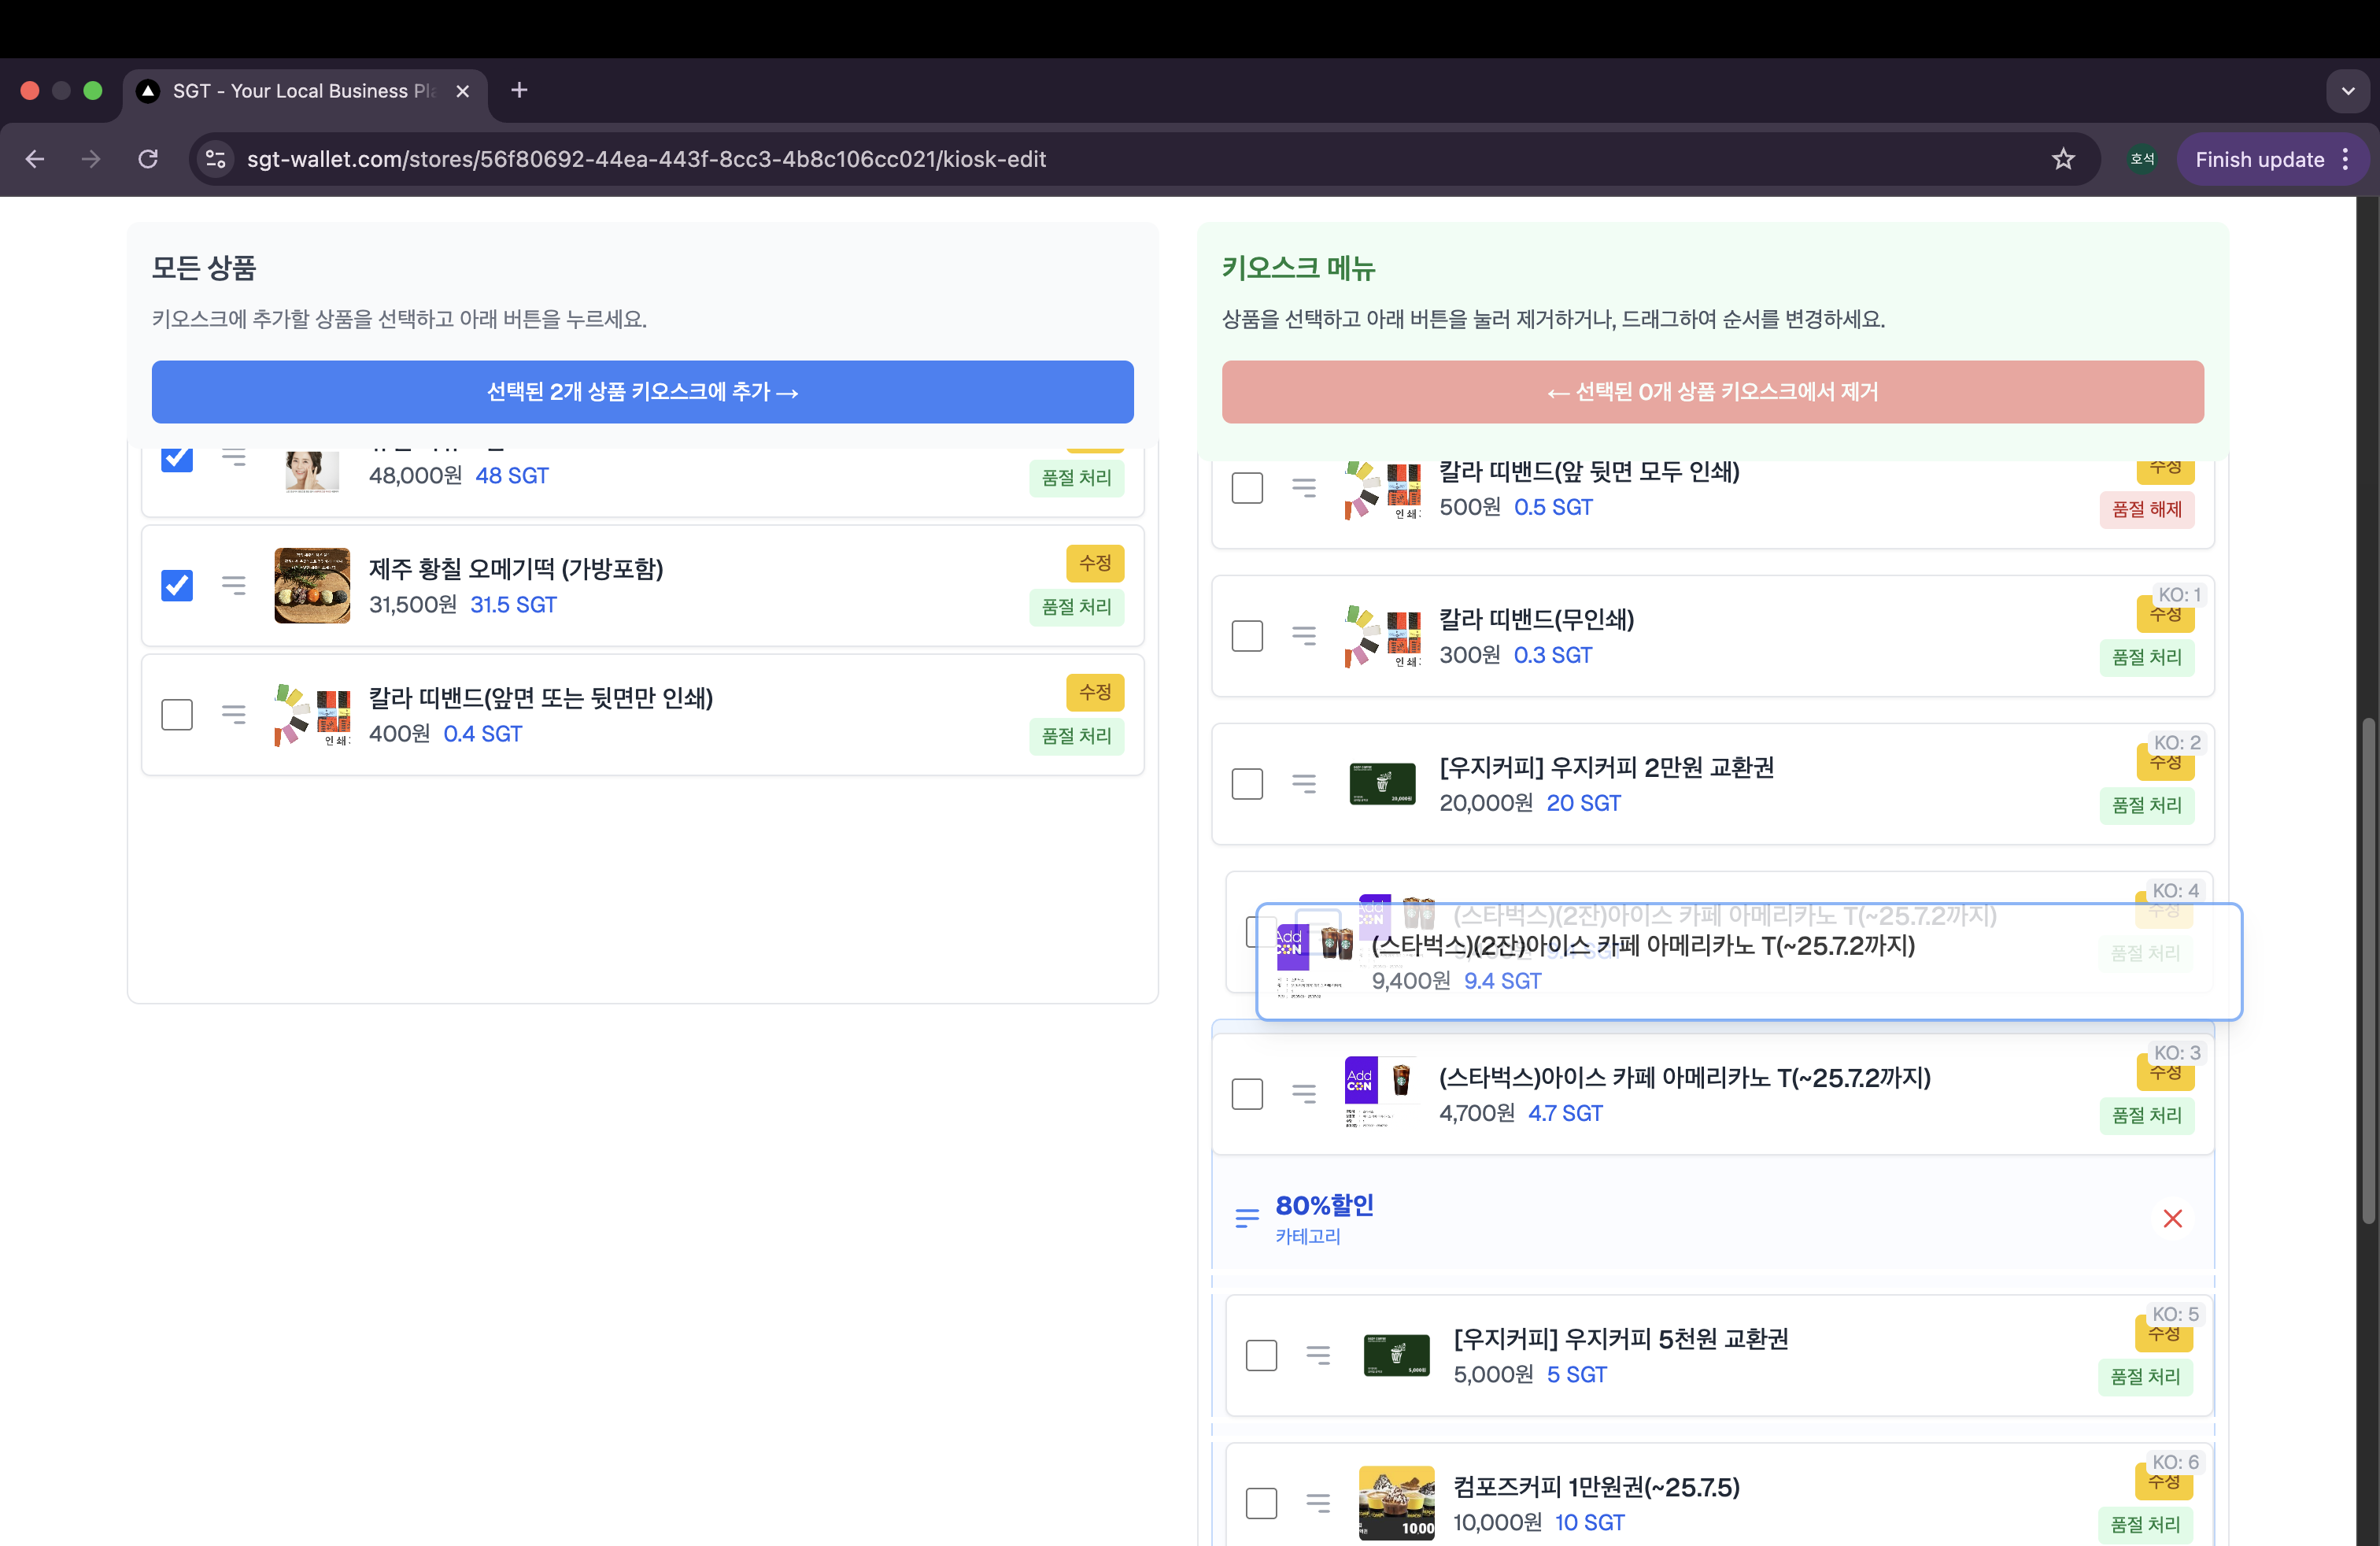 SGT - Your Local Business Pla
sgt-wallet.com/stores/56f80692-44ea-443f-8cc3-4b8c106cc021/kiosk-edit
호석
Finish update
모든 상품
키오스크에 추가할 상품을 선택하고 아래 버튼을 누르세요.
선택된 2개 상품 키오스크에 추가 →
48,000원 48 SGT
품절 처리
제주 황칠 오메기떡 (가방포함)
31,500원 31.5 SGT
수정
품절 처리
칼라 띠밴드(앞면 또는 뒷면만 인쇄)
400원 0.4 SGT
수정
품절 처리
인쇄
키오스크 메뉴
상품을 선택하고 아래 버튼을 눌러 제거하거나, 드래그하여 순서를 변경하세요.
← 선택된 0개 상품 키오스크에서 제거
칼라 띠밴드(앞 뒷면 모두 인쇄)
500원 0.5 SGT
수정
품절 해제
인쇄
KO: 1
칼라 띠밴드(무인쇄)
300원 0.3 SGT
수정
품절 처리
인쇄
KO: 2
[우지커피] 우지커피 2만원 교환권
20,000원 20 SGT
수정
품절 처리
KO: 4
(스타벅스)(2잔)아이스 카페 아메리카노 T(~25.7.2까지)
수정
품절 처리
Add
CON
(스타벅스)(2잔)아이스 카페 아메리카노 T(~25.7.2까지)
9,400원 9.4 SGT
KO: 3
Add
CON
(스타벅스)아이스 카페 아메리카노 T(~25.7.2까지)
4,700원 4.7 SGT
수정
품절 처리
80%할인
카테고리
KO: 5
[우지커피] 우지커피 5천원 교환권
5,000원 5 SGT
수정
품절 처리
KO: 6
컴포즈커피 1만원권(~25.7.5)
10,000원 10 SGT
수정
품절 처리
1000